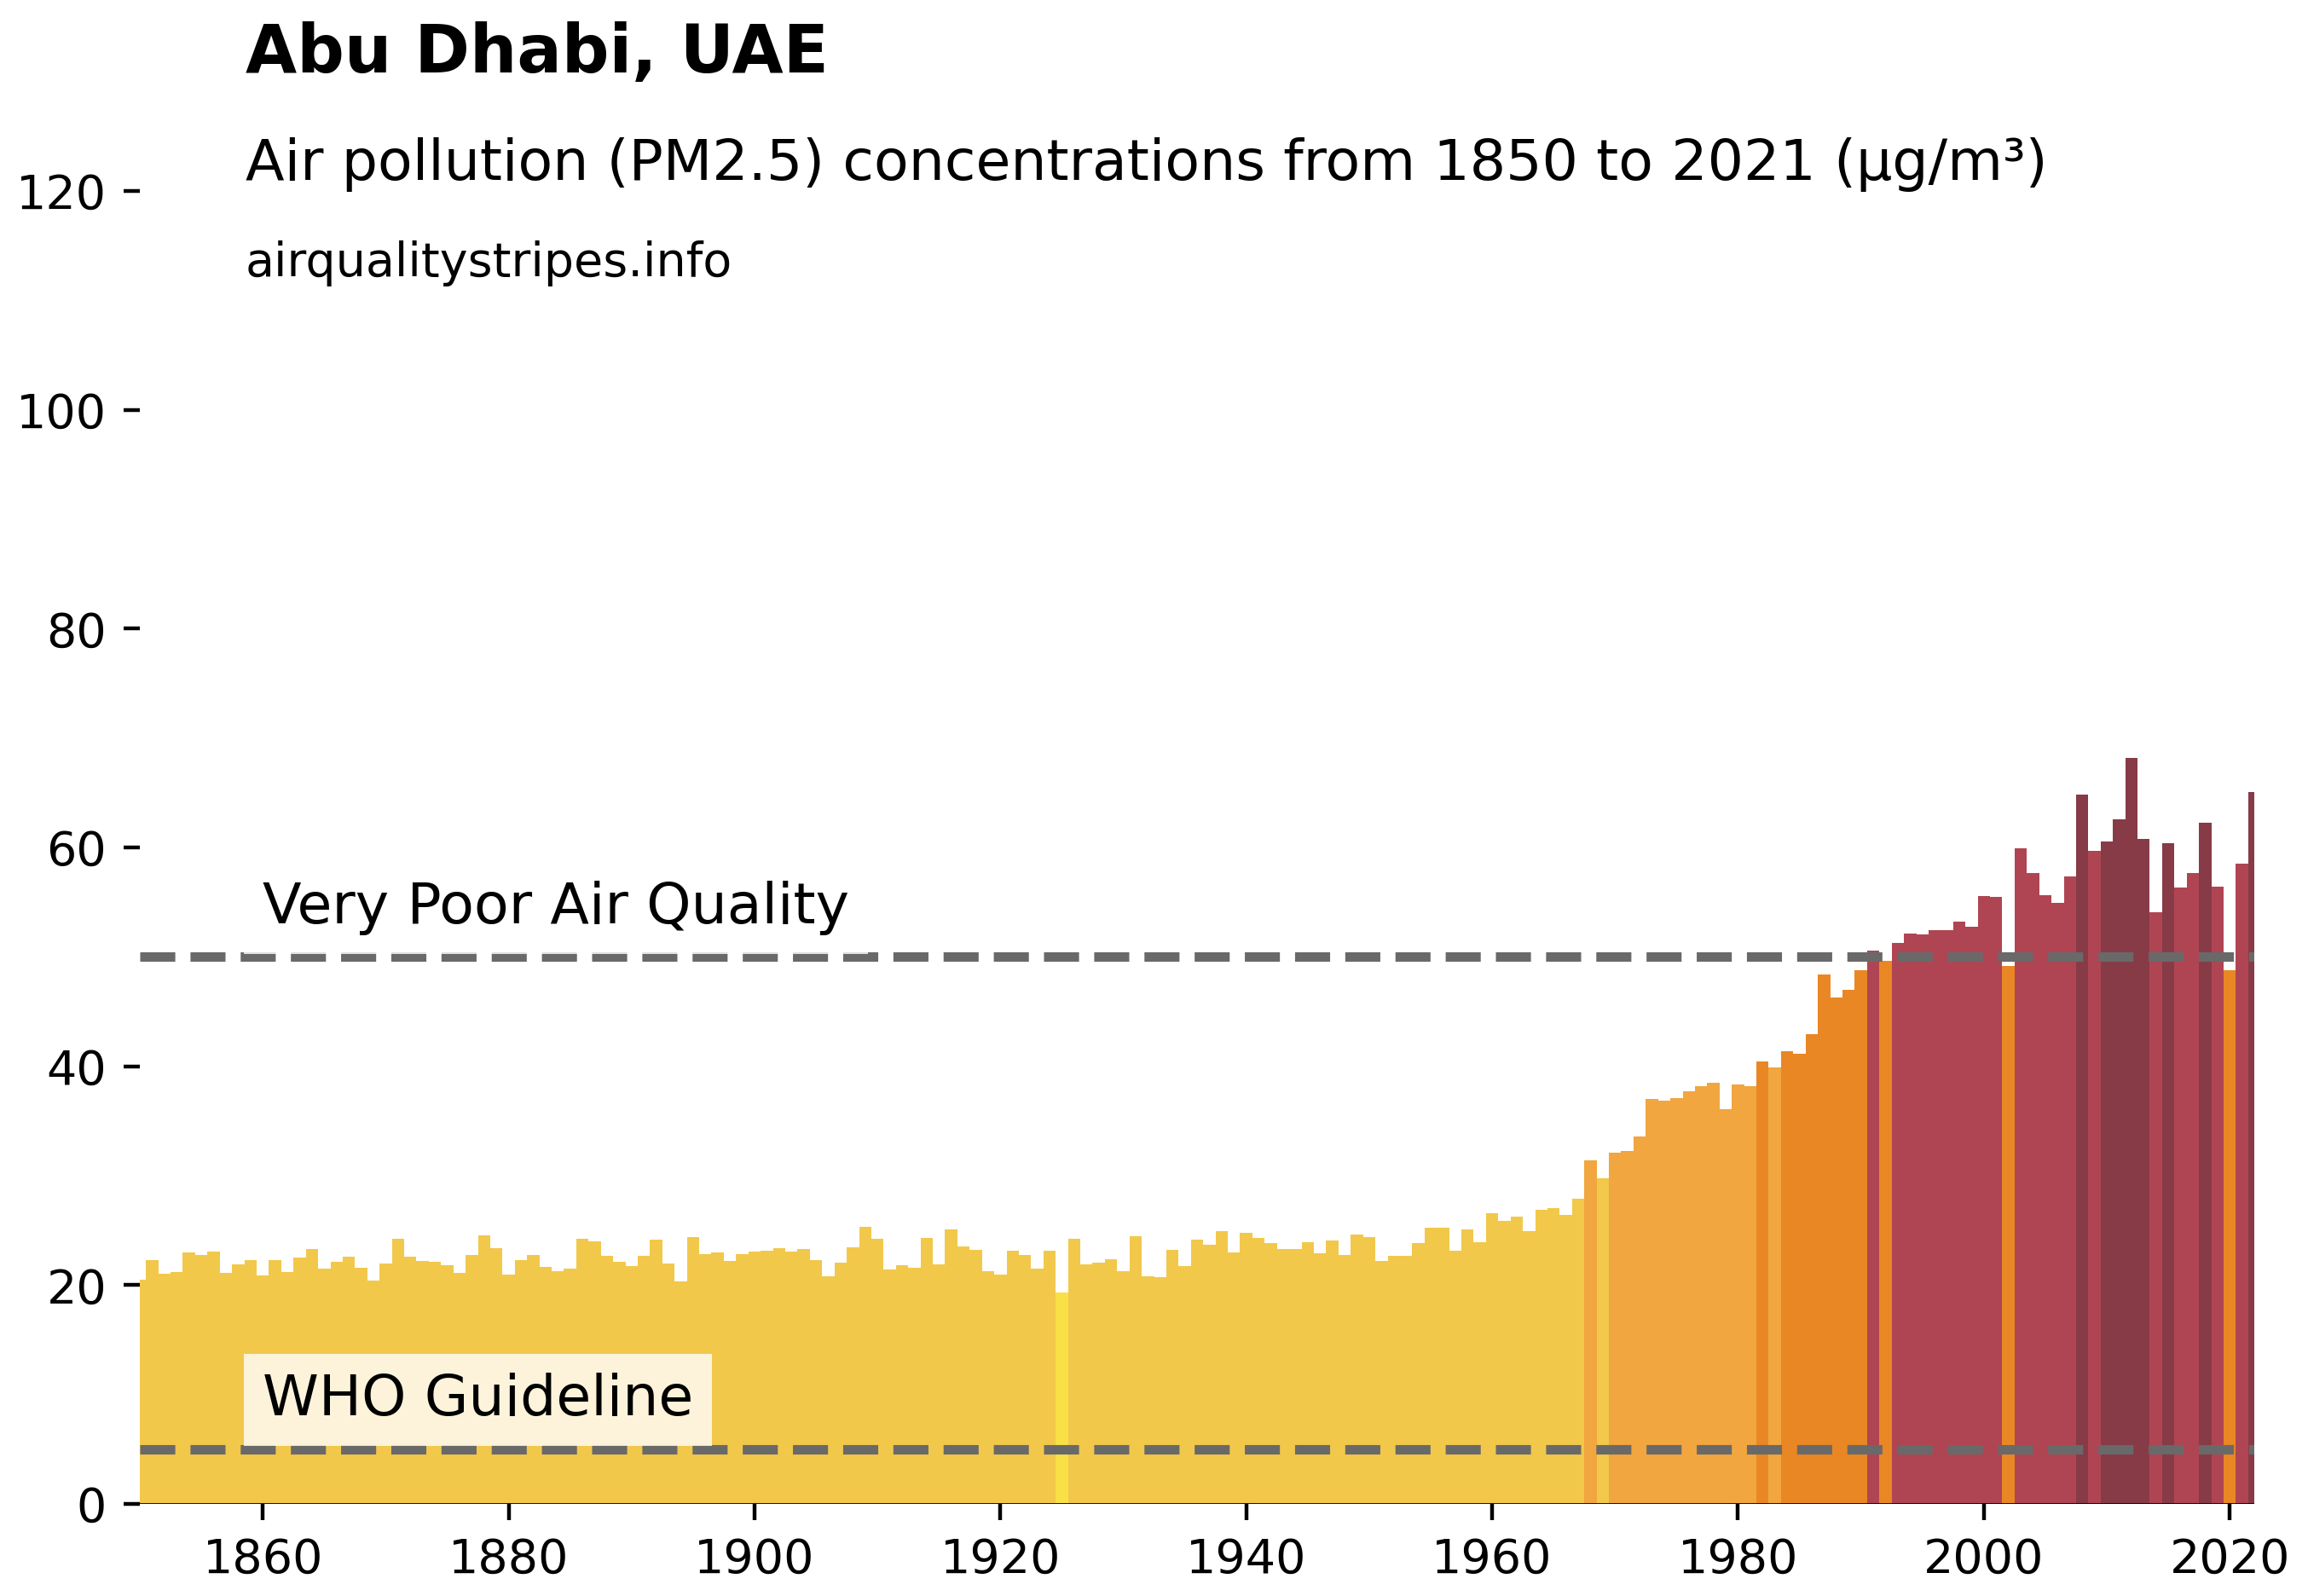 Abu Dhabi, UAE
Air pollution (PM2.5) concentrations from 1850 to 2021 (µg/m³)
airqualitystripes.info
120
100
80
60
Very Poor Air Quality
40
20
WHO Guideline
0
1860 1880 1900 1920 1940 1960 1980 2000 2020